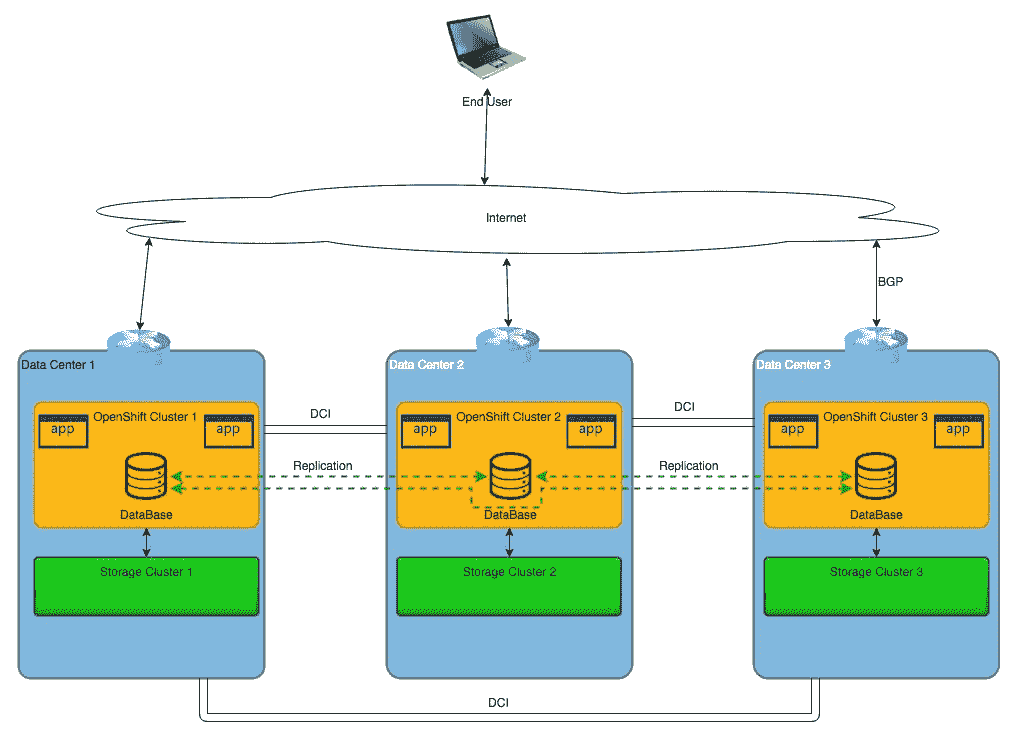 End User
Internet
BGP
Data Center 1
Data Center 2
Data Center 3
OpenShift Cluster 1
app
app
DataBase
Storage Cluster 1
DCI
Replication
OpenShift Cluster 2
app
app
DataBase
Storage Cluster 2
DCI
Replication
OpenShift Cluster 3
app
app
DataBase
Storage Cluster 3
DCI